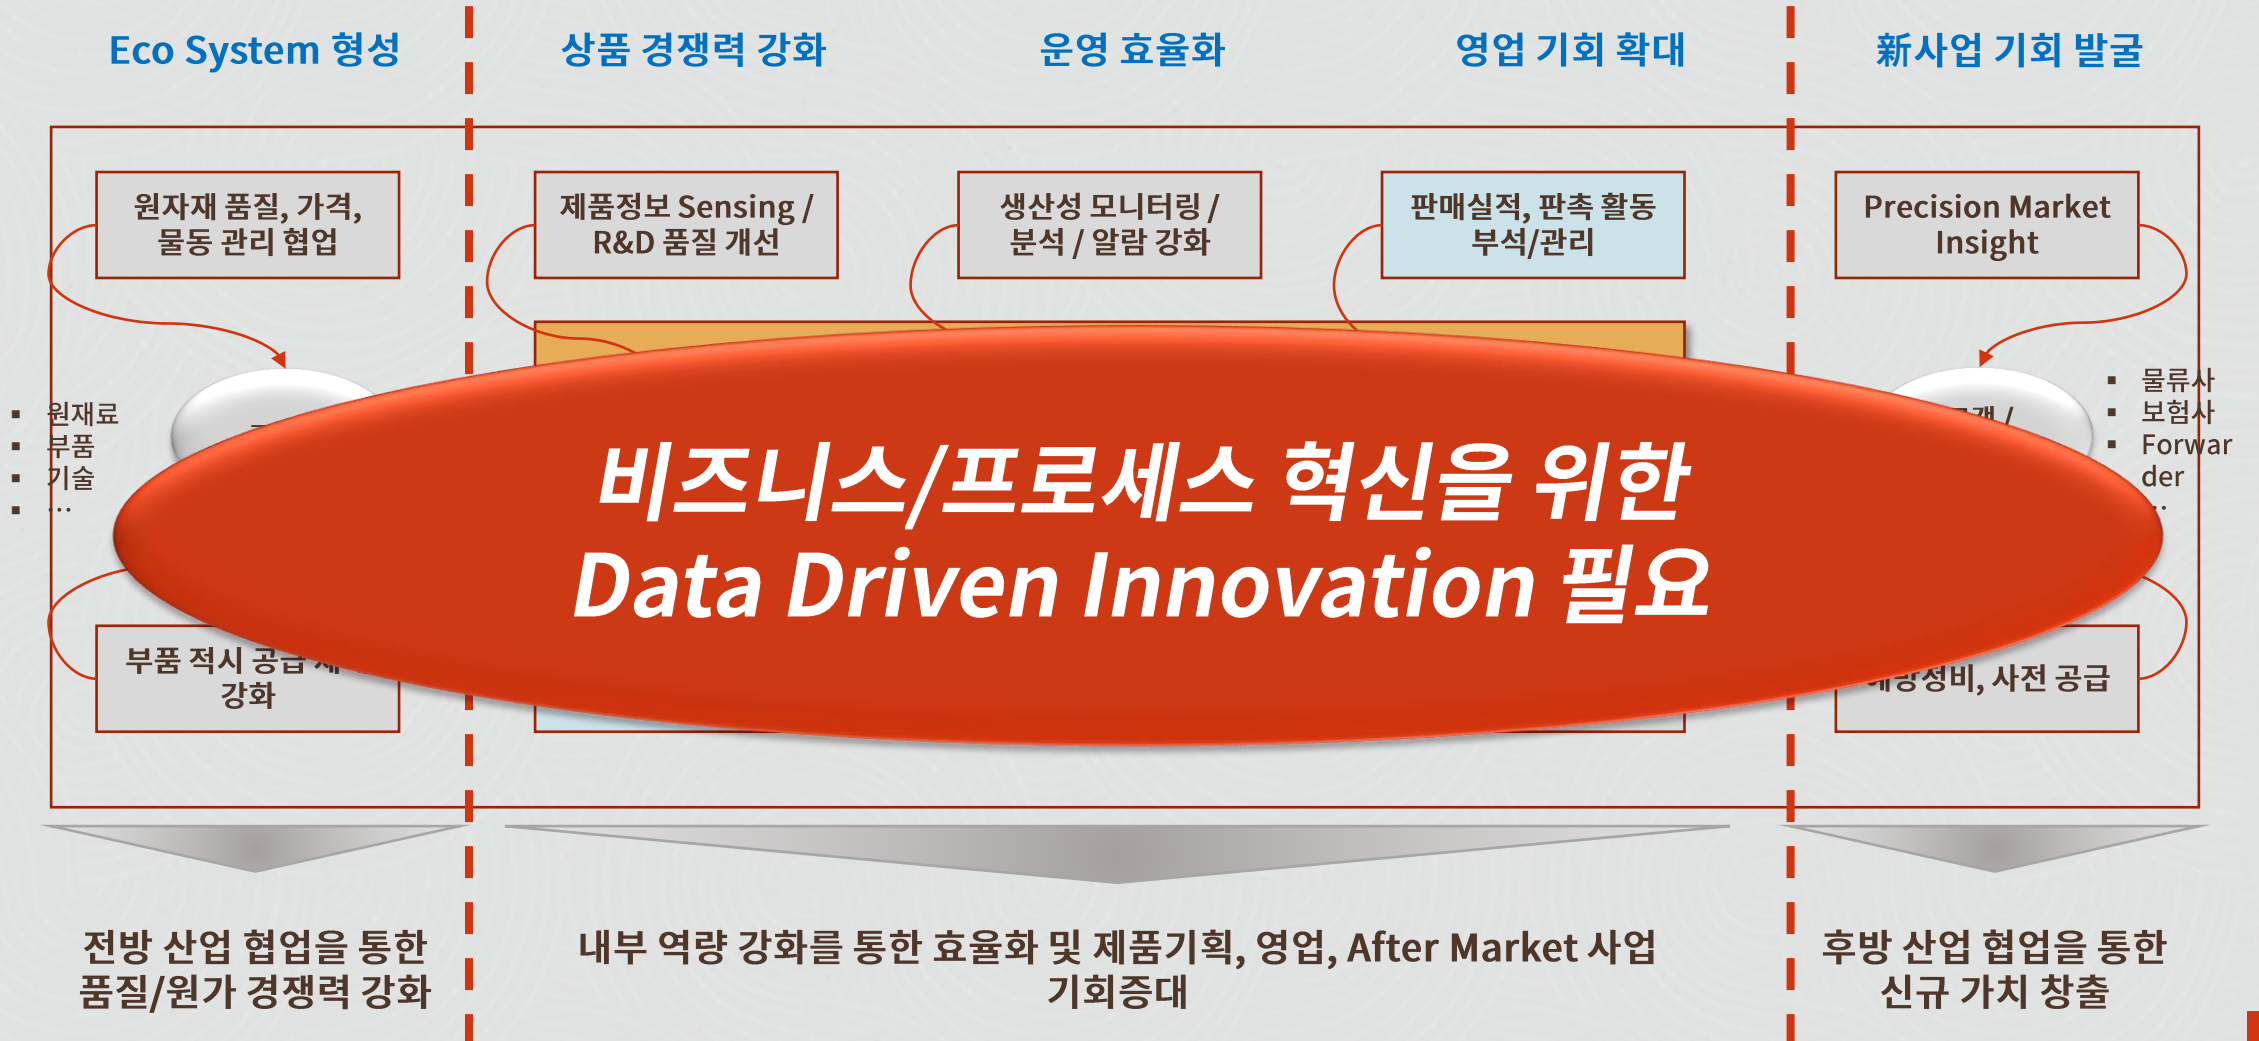 Eco System 형성
상품 경쟁력 강화
운영 효율화
영업 기회 확대
新사업 기회 발굴
원자재 품질, 가격,
물동 관리 협업
제품정보 Sensing /
R&D 품질 개선
생산성 모니터링 /
분석 / 알람 강화
판매실적, 판촉 활동
부석/관리
Precision Market
Insight
▪ 원재료
▪ 부품
▪ 기술
▪ …
/
▪ 물류사
▪ 보험사
▪ Forwar
der
비즈니스/프로세스 혁신을 위한
Data Driven Innovation 필요
부품 적시 공급
강화
사전 공급
전방 산업 협업을 통한
품질/원가 경쟁력 강화
내부 역량 강화를 통한 효율화 및 제품기획, 영업, After Market 사업
기회증대
후방 산업 협업을 통한
신규 가치 창출